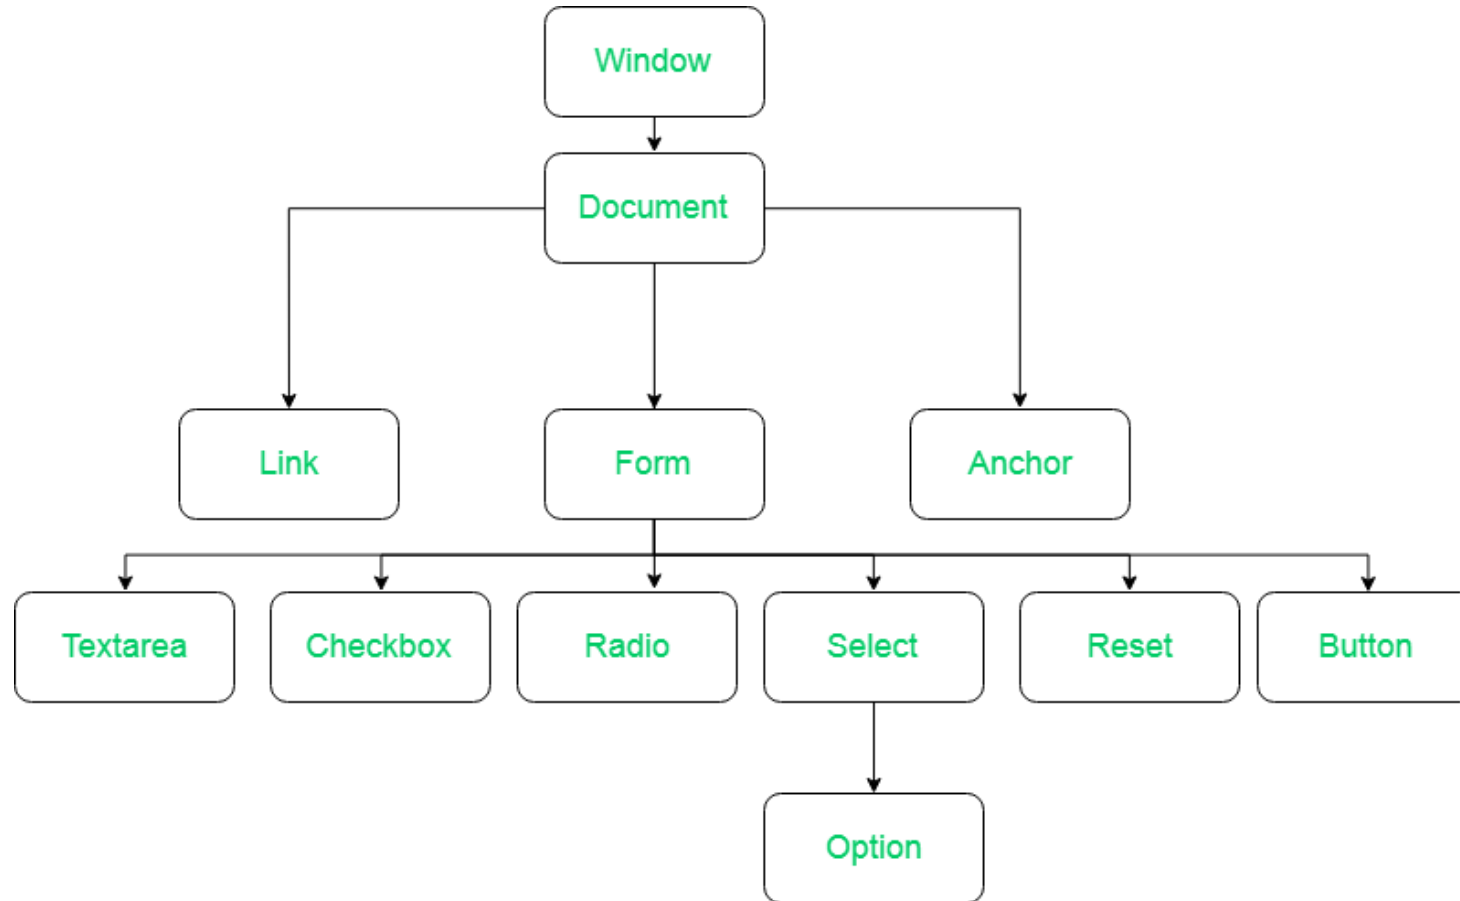 Window
Document
Link
Form
Anchor
Textarea
Checkbox
Radio
Select
Reset
Button
Option